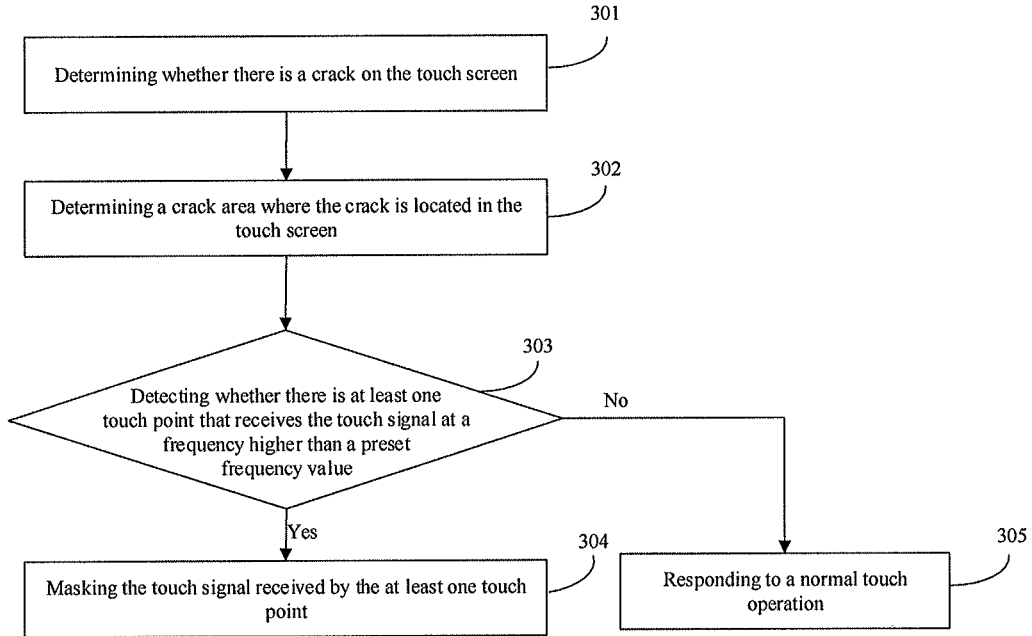 301
Determining whether there is a crack on the touch screen
302
Determining a crack area where the crack is located in the
touch screen
303
Detecting whether there is at least one
touch point that receives the touch signal at a
frequency higher than a preset
frequency value
No
Yes
304
Masking the touch signal received by the at least one touch
point
305
Responding to a normal touch
operation